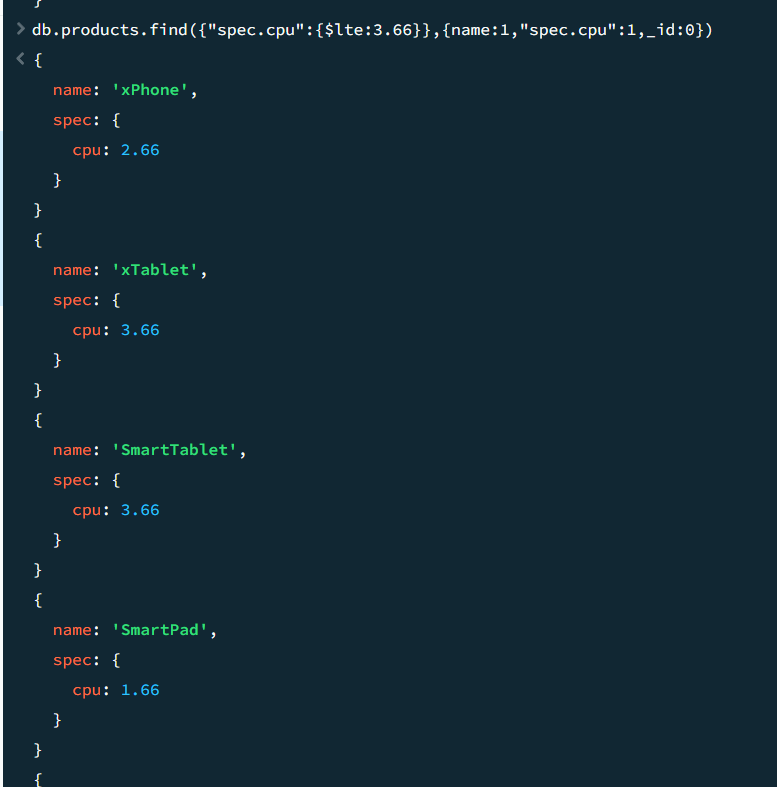 }
> db.products.find({"spec.cpu":{$lte:3.66}},{name:1,"spec.cpu":1,_id:0})
< {
name: 'xPhone',
spec: {
cpu: 2.66
}
}
{
name: 'xTablet',
spec: {
cpu: 3.66
}
}
{
name: 'SmartTablet',
spec: {
cpu: 3.66
}
}
{
name: 'SmartPad',
spec: {
cpu: 1.66
}
}
{